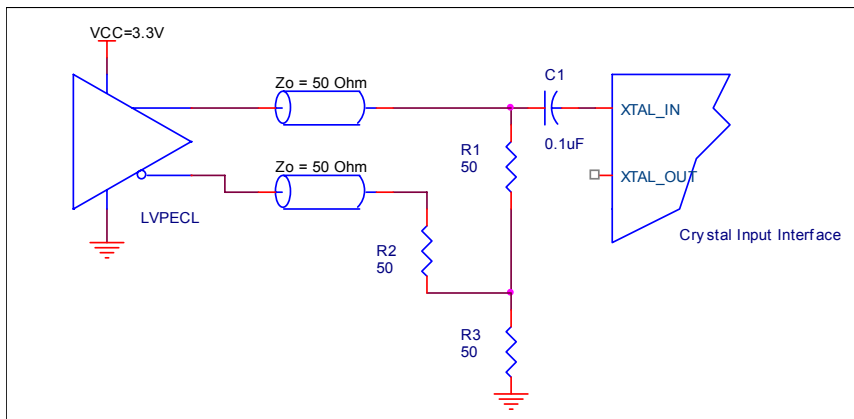 VCC=3.3V
Zo = 50 Ohm
C1
XTAL_IN
0.1uF
R1
50
Zo = 50 Ohm
XTAL_OUT
LVPECL
Crystal Input Interface
R2
50
R3
50